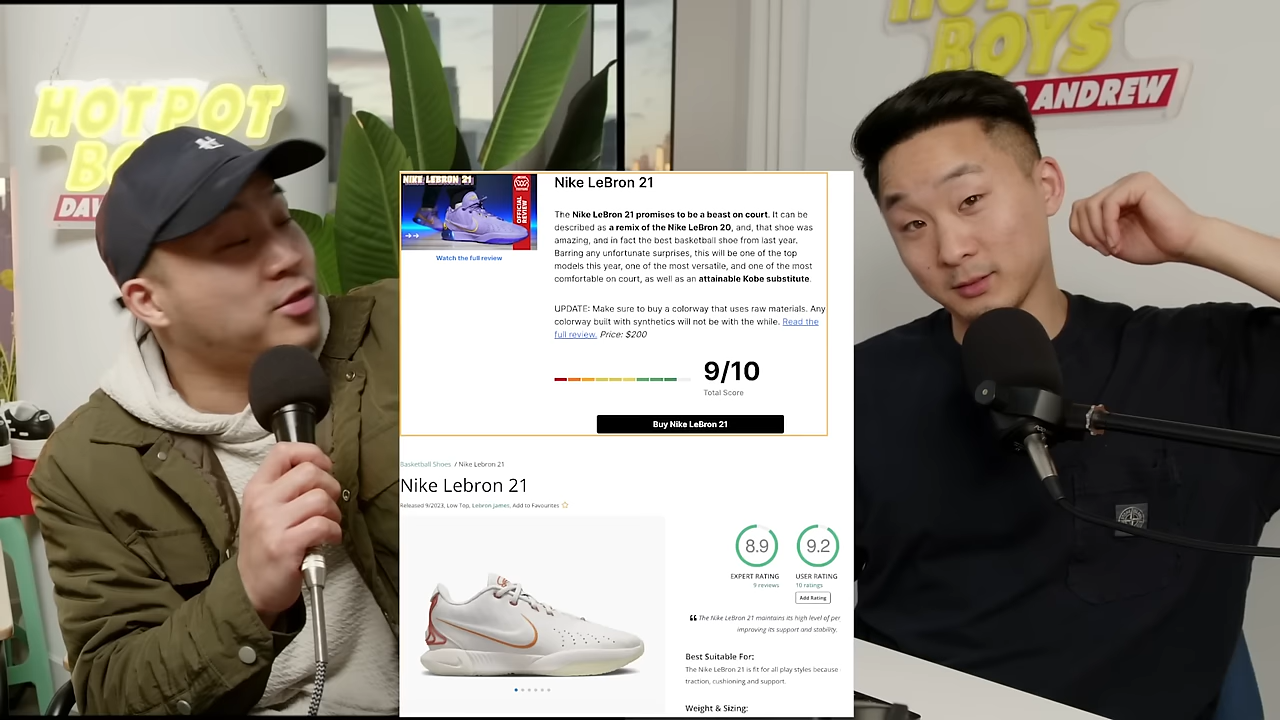 HOTPOT
BO
DAV
HOTPOT
BOYS
& ANDREW
NIKE LEBRON 21
OFFICIAL
REVIEW
Watch the full review
Nike LeBron 21
The Nike LeBron 21 promises to be a beast on court. It can be
described as a remix of the Nike LeBron 20, and, that shoe was
amazing, and in fact the best basketball shoe from last year.
Barring any unfortunate surprises, this will be one of the top
models this year, one of the most versatile, and one of the most
comfortable on court, as well as an attainable Kobe substitute.
UPDATE: Make sure to buy a colorway that uses raw materials. Any
colorway built with synthetics will not be with the while. Read the
full review. Price: $200
9/10
Total Score
Buy Nike LeBron 21
Basketball Shoes / Nike Lebron 21
Nike Lebron 21
Released 9/2023, Low Top, Lebron James, Add to Favourites
8.9
9.2
EXPERT RATING
USER RATING
9 reviews
10 ratings
Add Rating
The Nike LeBron 21 maintains its high level of per
improving its support and stability.
Best Suitable For:
The Nike LeBron 21 is fit for all play styles because
traction, cushioning and support.
Weight & Sizing: